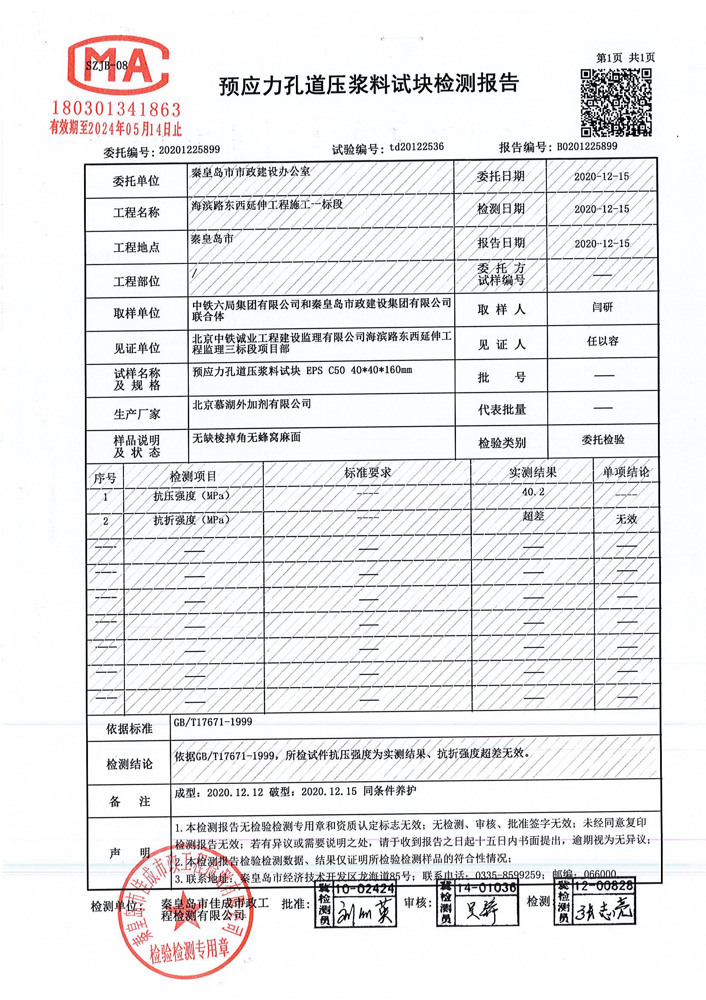 第1页 共1页
MA
SZJB-08
预应力孔道压浆料试块检测报告
180301341863
有效期至2024年05月14日止
委托编号：20201225899 试验编号：td20122536 报告编号：B0201225899
委托单位 秦皇岛市市政建设办公室 委托日期 2020-12-15
工程名称 海滨路东西延伸工程施工一标段 检测日期 2020-12-15
工程地点 秦皇岛市 报告日期 2020-12-15
工程部位 / 委托方试样编号 ——
取样单位 中铁六局集团有限公司和秦皇岛市政建设集团有限公司
联合体 取样人 闫研
见证单位 北京中铁诚业工程建设监理有限公司海滨路东西延伸工
程监理三标段项目部 见证人 任以容
试样名称及规格 预应力孔道压浆料试块 EPS C50 40*40*160mm 批号 ——
生产厂家 北京慕湖外加剂有限公司 代表批量 ——
样品说明及状态 无缺棱掉角无蜂窝麻面 检验类别 委托检验
序号 检测项目 标准要求 实测结果 单项结论
1 抗压强度（MPa） ---- 40.2 ----
2 抗折强度（MPa） ---- 超差 无效
—— —— —— —— ——
—— —— —— —— ——
—— —— —— —— ——
—— —— —— —— ——
—— —— —— —— ——
—— —— —— —— ——
—— —— —— —— ——
依据标准 GB/T17671-1999
检测结论 依据GB/T17671-1999，所检试件抗压强度为实测结果、抗折强度超差无效。
备注 成型：2020.12.12 破型：2020.12.15 同条件养护
声明
1.本检测报告无检验检测专用章和资质认定标志无效；无检测、审核、批准签字无效；未经同意复印
检测报告无效；若有异议或需要说明之处，请于收到报告之日起十五日内书面提出，逾期视为无异议；
2.本检测报告检验检测数据、结果仅证明所检验检测样品的符合性情况；
3.联系地址：秦皇岛市经济技术开发区龙海道85号；联系电话：0335-8599259；邮编：066000
检测单位：秦皇岛市佳成市政工
程检测有限公司
批准：冀检测员 10-02424
审核：冀检测员 14-01036
检测：冀检测员 12-00828 张志亮
秦皇岛市佳成市政工程检测有限公司
检验检测专用章